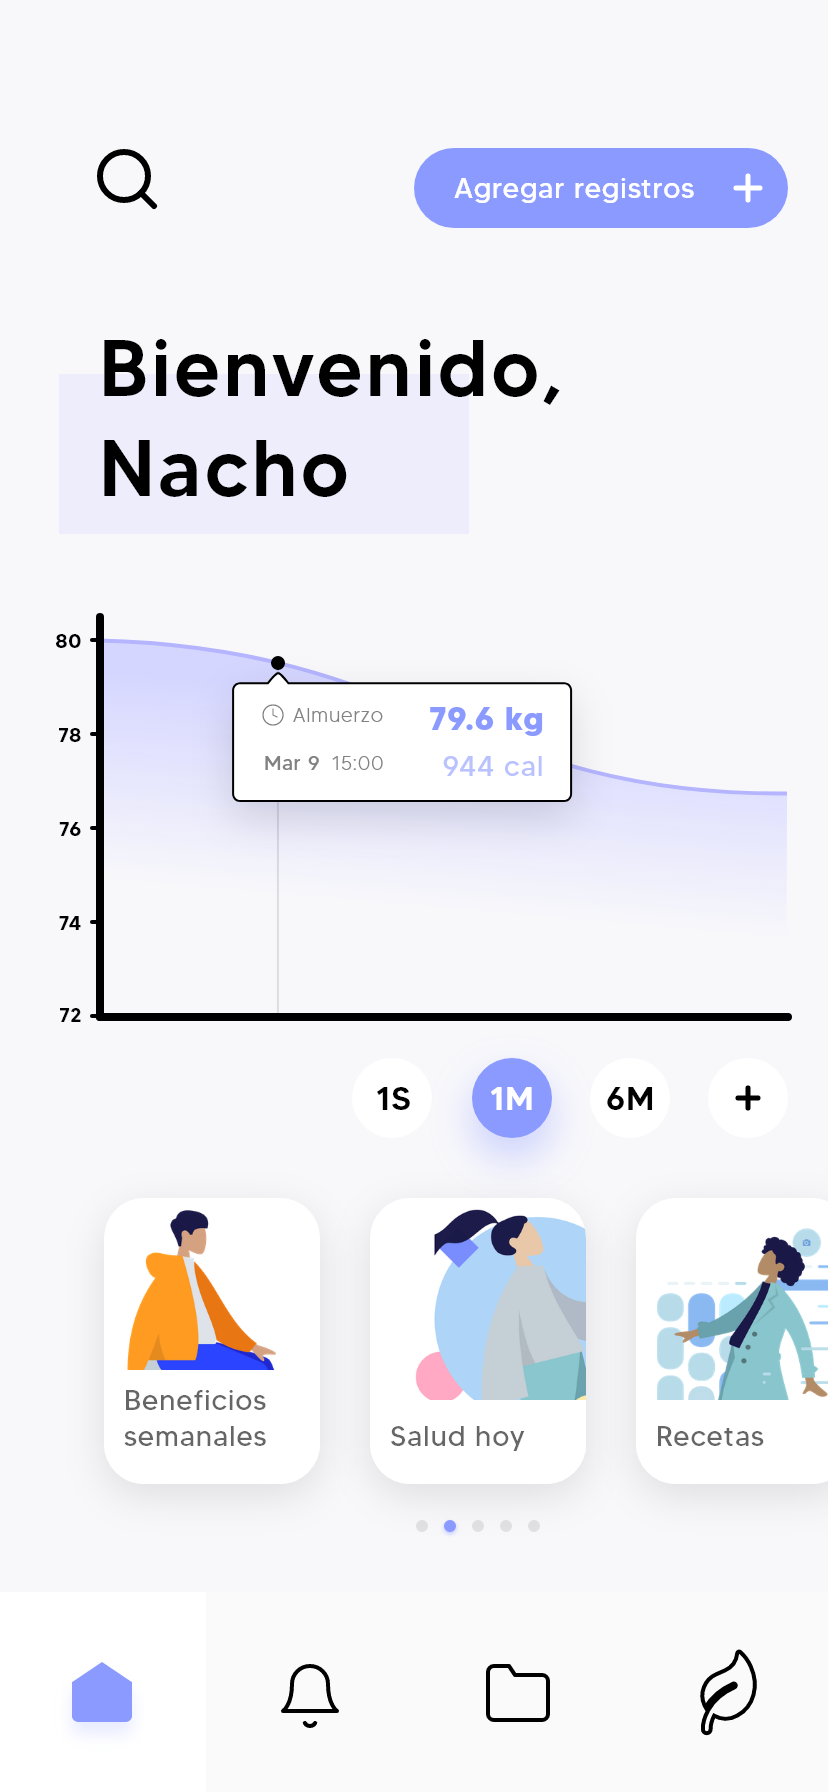 Agregar registros
Bienvenido,
Nacho
80
78
76
74
72
Almuerzo 79.6 kg
Mar 9 15:00 944 cal
1S 1M 6M +
Beneficios
semanales
Salud hoy
Recetas